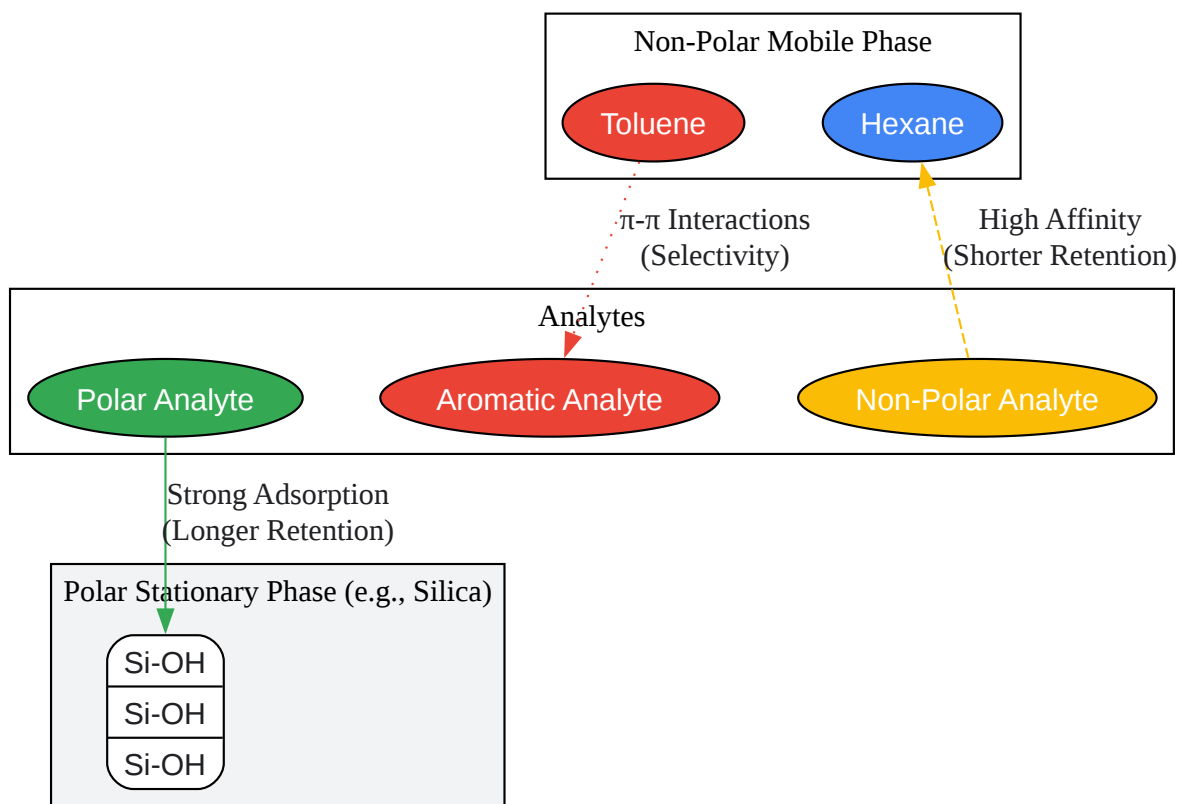 Non-Polar Mobile Phase
Toluene
Hexane
π-π Interactions
(Selectivity)
High Affinity
(Shorter Retention)
Analytes
Polar Analyte
Aromatic Analyte
Non-Polar Analyte
Strong Adsorption
(Longer Retention)
Polar Stationary Phase (e.g., Silica)
Si-OH
Si-OH
Si-OH